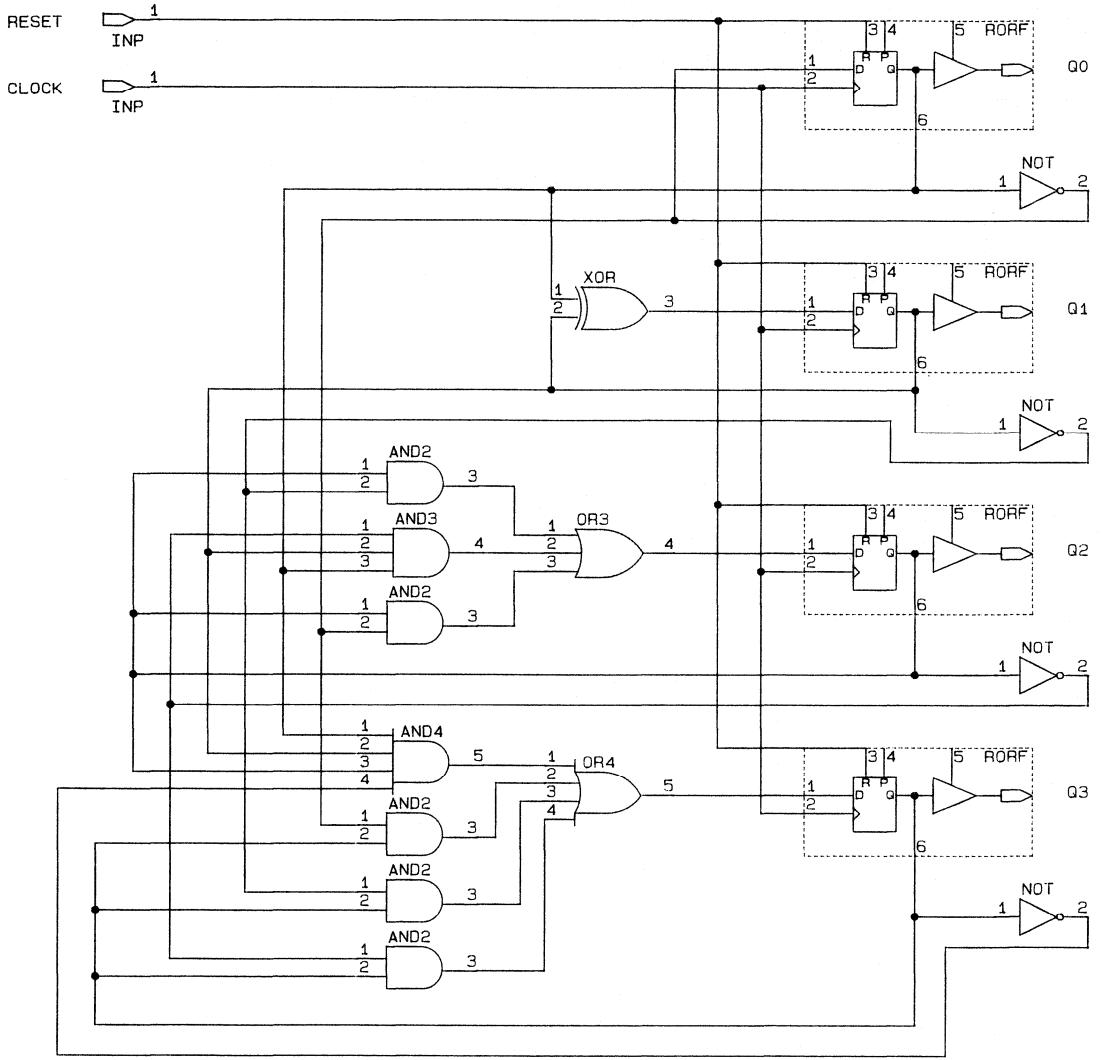 RESET 1 INP
CLOCK 1 INP
1 2 3 4 5 RORF R P D Q 6 Q0
NOT 1 2
XOR 1 2 3
1 2 3 4 5 RORF R P D Q 6 Q1
NOT 1 2
AND2 1 2 3
AND3 1 2 3 4
AND2 1 2 3
OR3 1 2 3 4
1 2 3 4 5 RORF R P D Q 6 Q2
NOT 1 2
AND4 1 2 3 4 5
AND2 1 2 3
AND2 1 2 3
AND2 1 2 3
OR4 1 2 3 4 5
1 2 3 4 5 RORF R P D Q 6 Q3
NOT 1 2